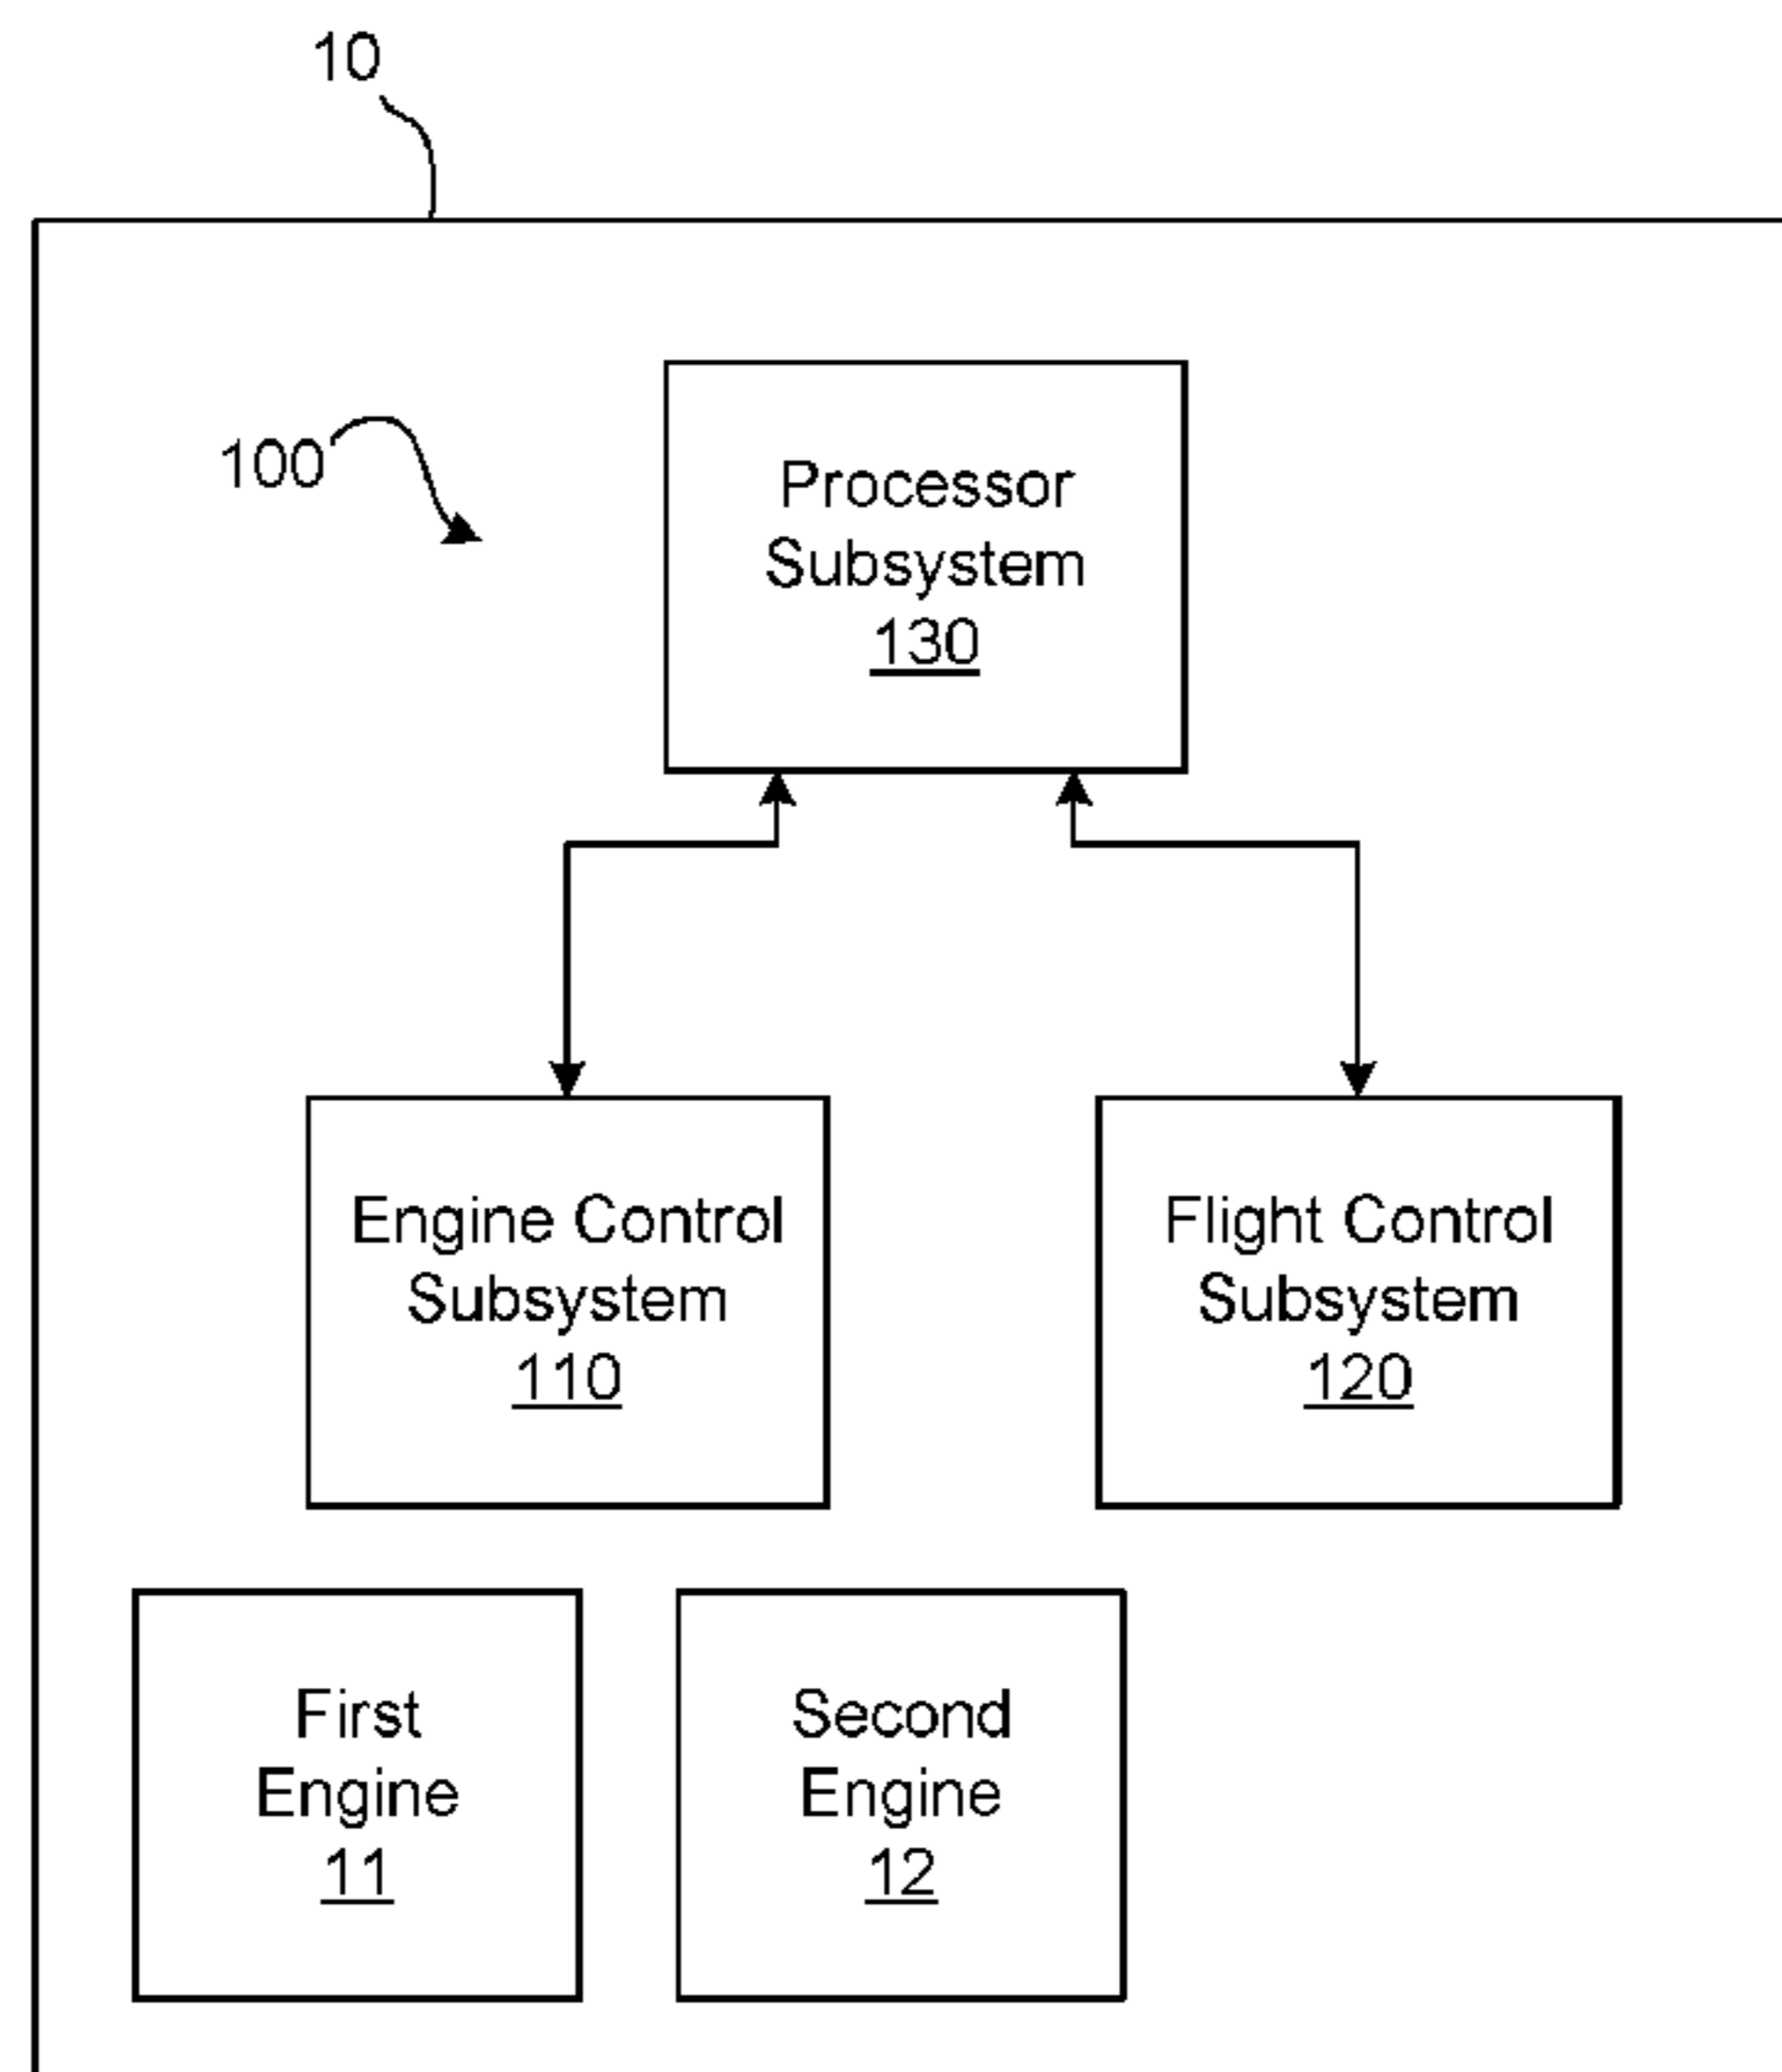 10
100
Processor
Subsystem
130
Engine Control
Subsystem
110
Flight Control
Subsystem
120
First
Engine
11
Second
Engine
12